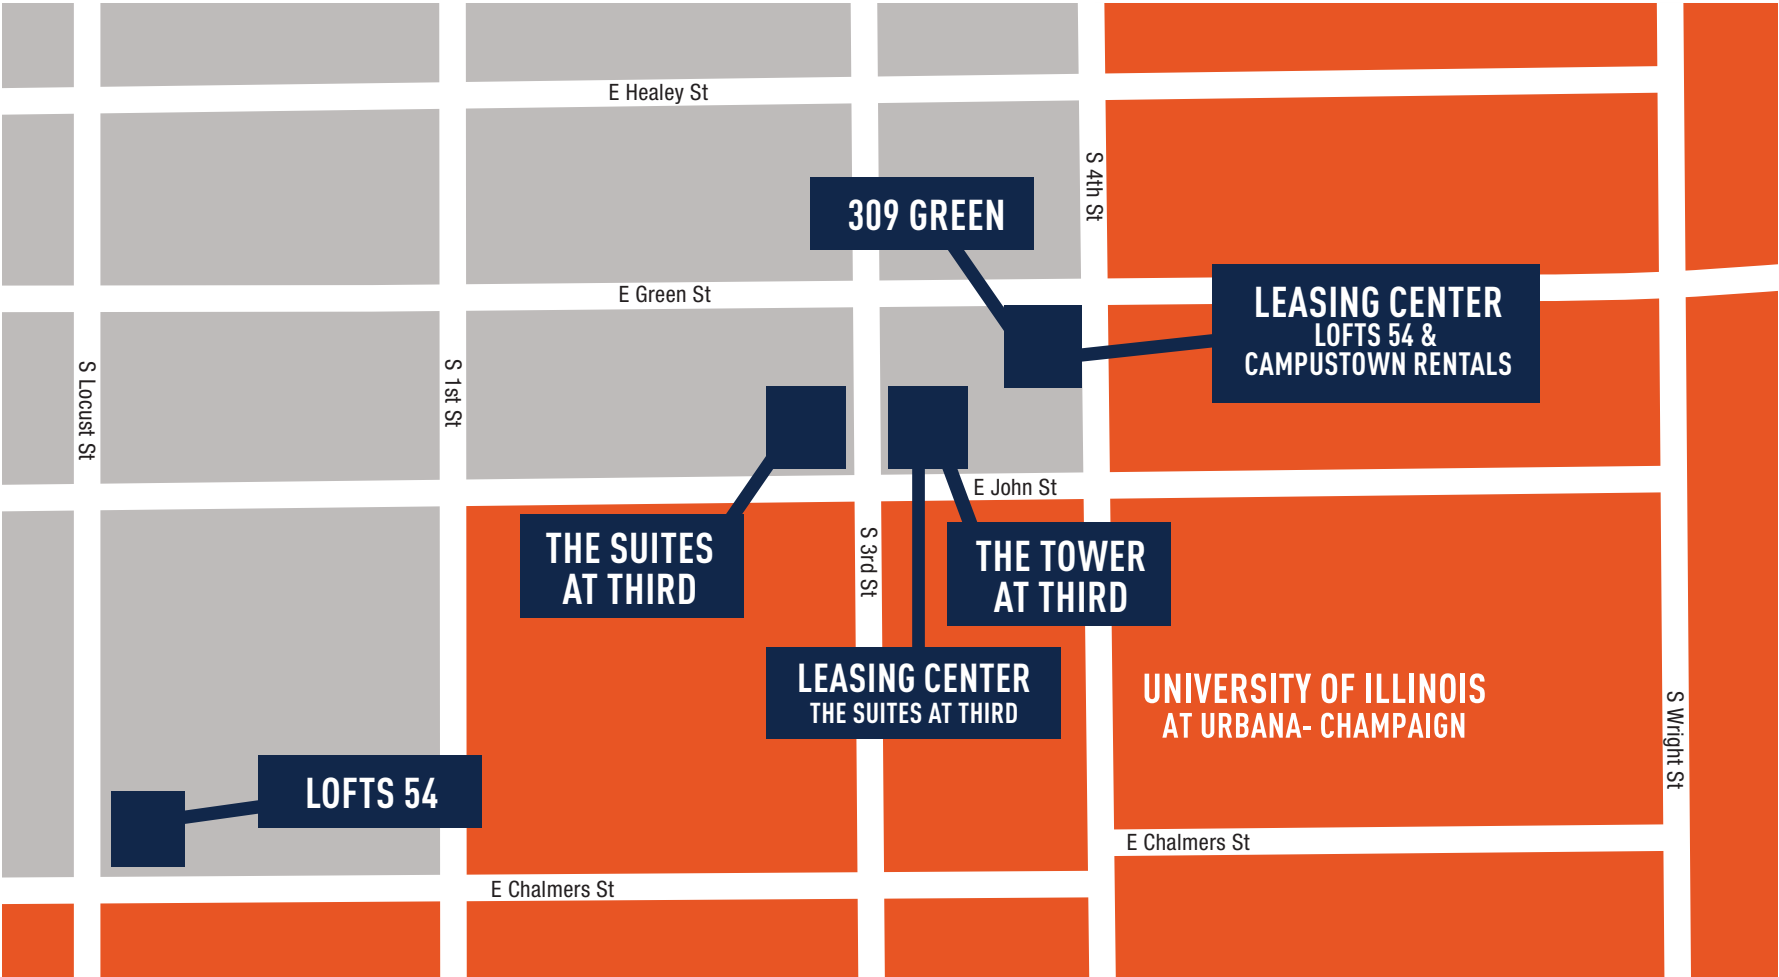 E Healey St
S 4th St
309 GREEN
E Green St
LEASING CENTER
LOFTS 54 &
CAMPUSTOWN RENTALS
S Locust St
S 1st St
E John St
THE SUITES
AT THIRD
S 3rd St
THE TOWER
AT THIRD
LEASING CENTER
THE SUITES AT THIRD
UNIVERSITY OF ILLINOIS
AT URBANA- CHAMPAIGN
S Wright St
LOFTS 54
E Chalmers St
E Chalmers St